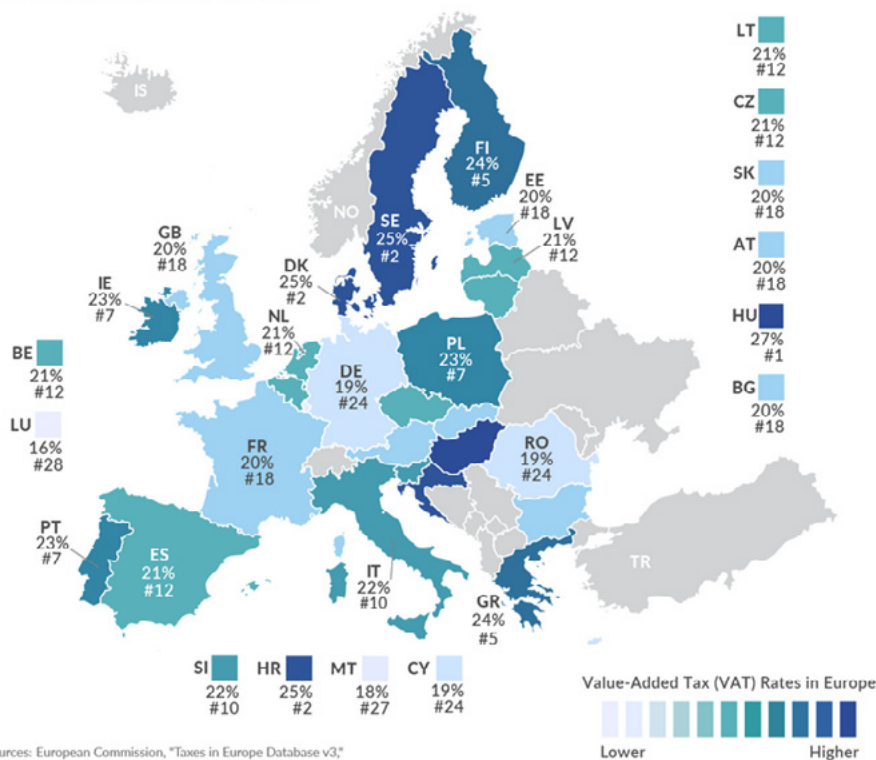 IS
NO
FI
24%
#5
SE
25%
#2
EE
20%
#18
LV
21%
#12
GB
20%
#18
IE
23%
#7
DK
25%
#2
NL
21%
#12
BE
21%
#12
LU
16%
#28
DE
19%
#24
PL
23%
#7
FR
20%
#18
RO
19%
#24
PT
23%
#7
ES
21%
#12
IT
22%
#10
GR
24%
#5
TR
LT
21%
#12
CZ
21%
#12
SK
20%
#18
AT
20%
#18
HU
27%
#1
BG
20%
#18
SI
22%
#10
HR
25%
#2
MT
18%
#27
CY
19%
#24
Value-Added Tax (VAT) Rates in Europe
Lower
Higher
urces: European Commission, "Taxes in Europe Database v3,"